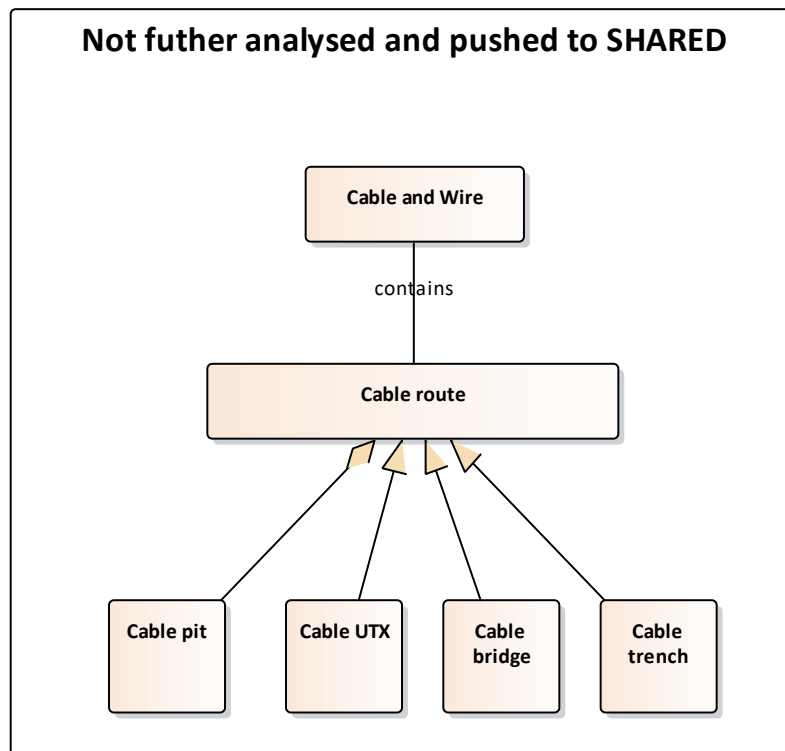 Not futher analysed and pushed to SHARED
Cable and Wire
contains
Cable route
Cable pit
Cable UTX
Cable
bridge
Cable
trench